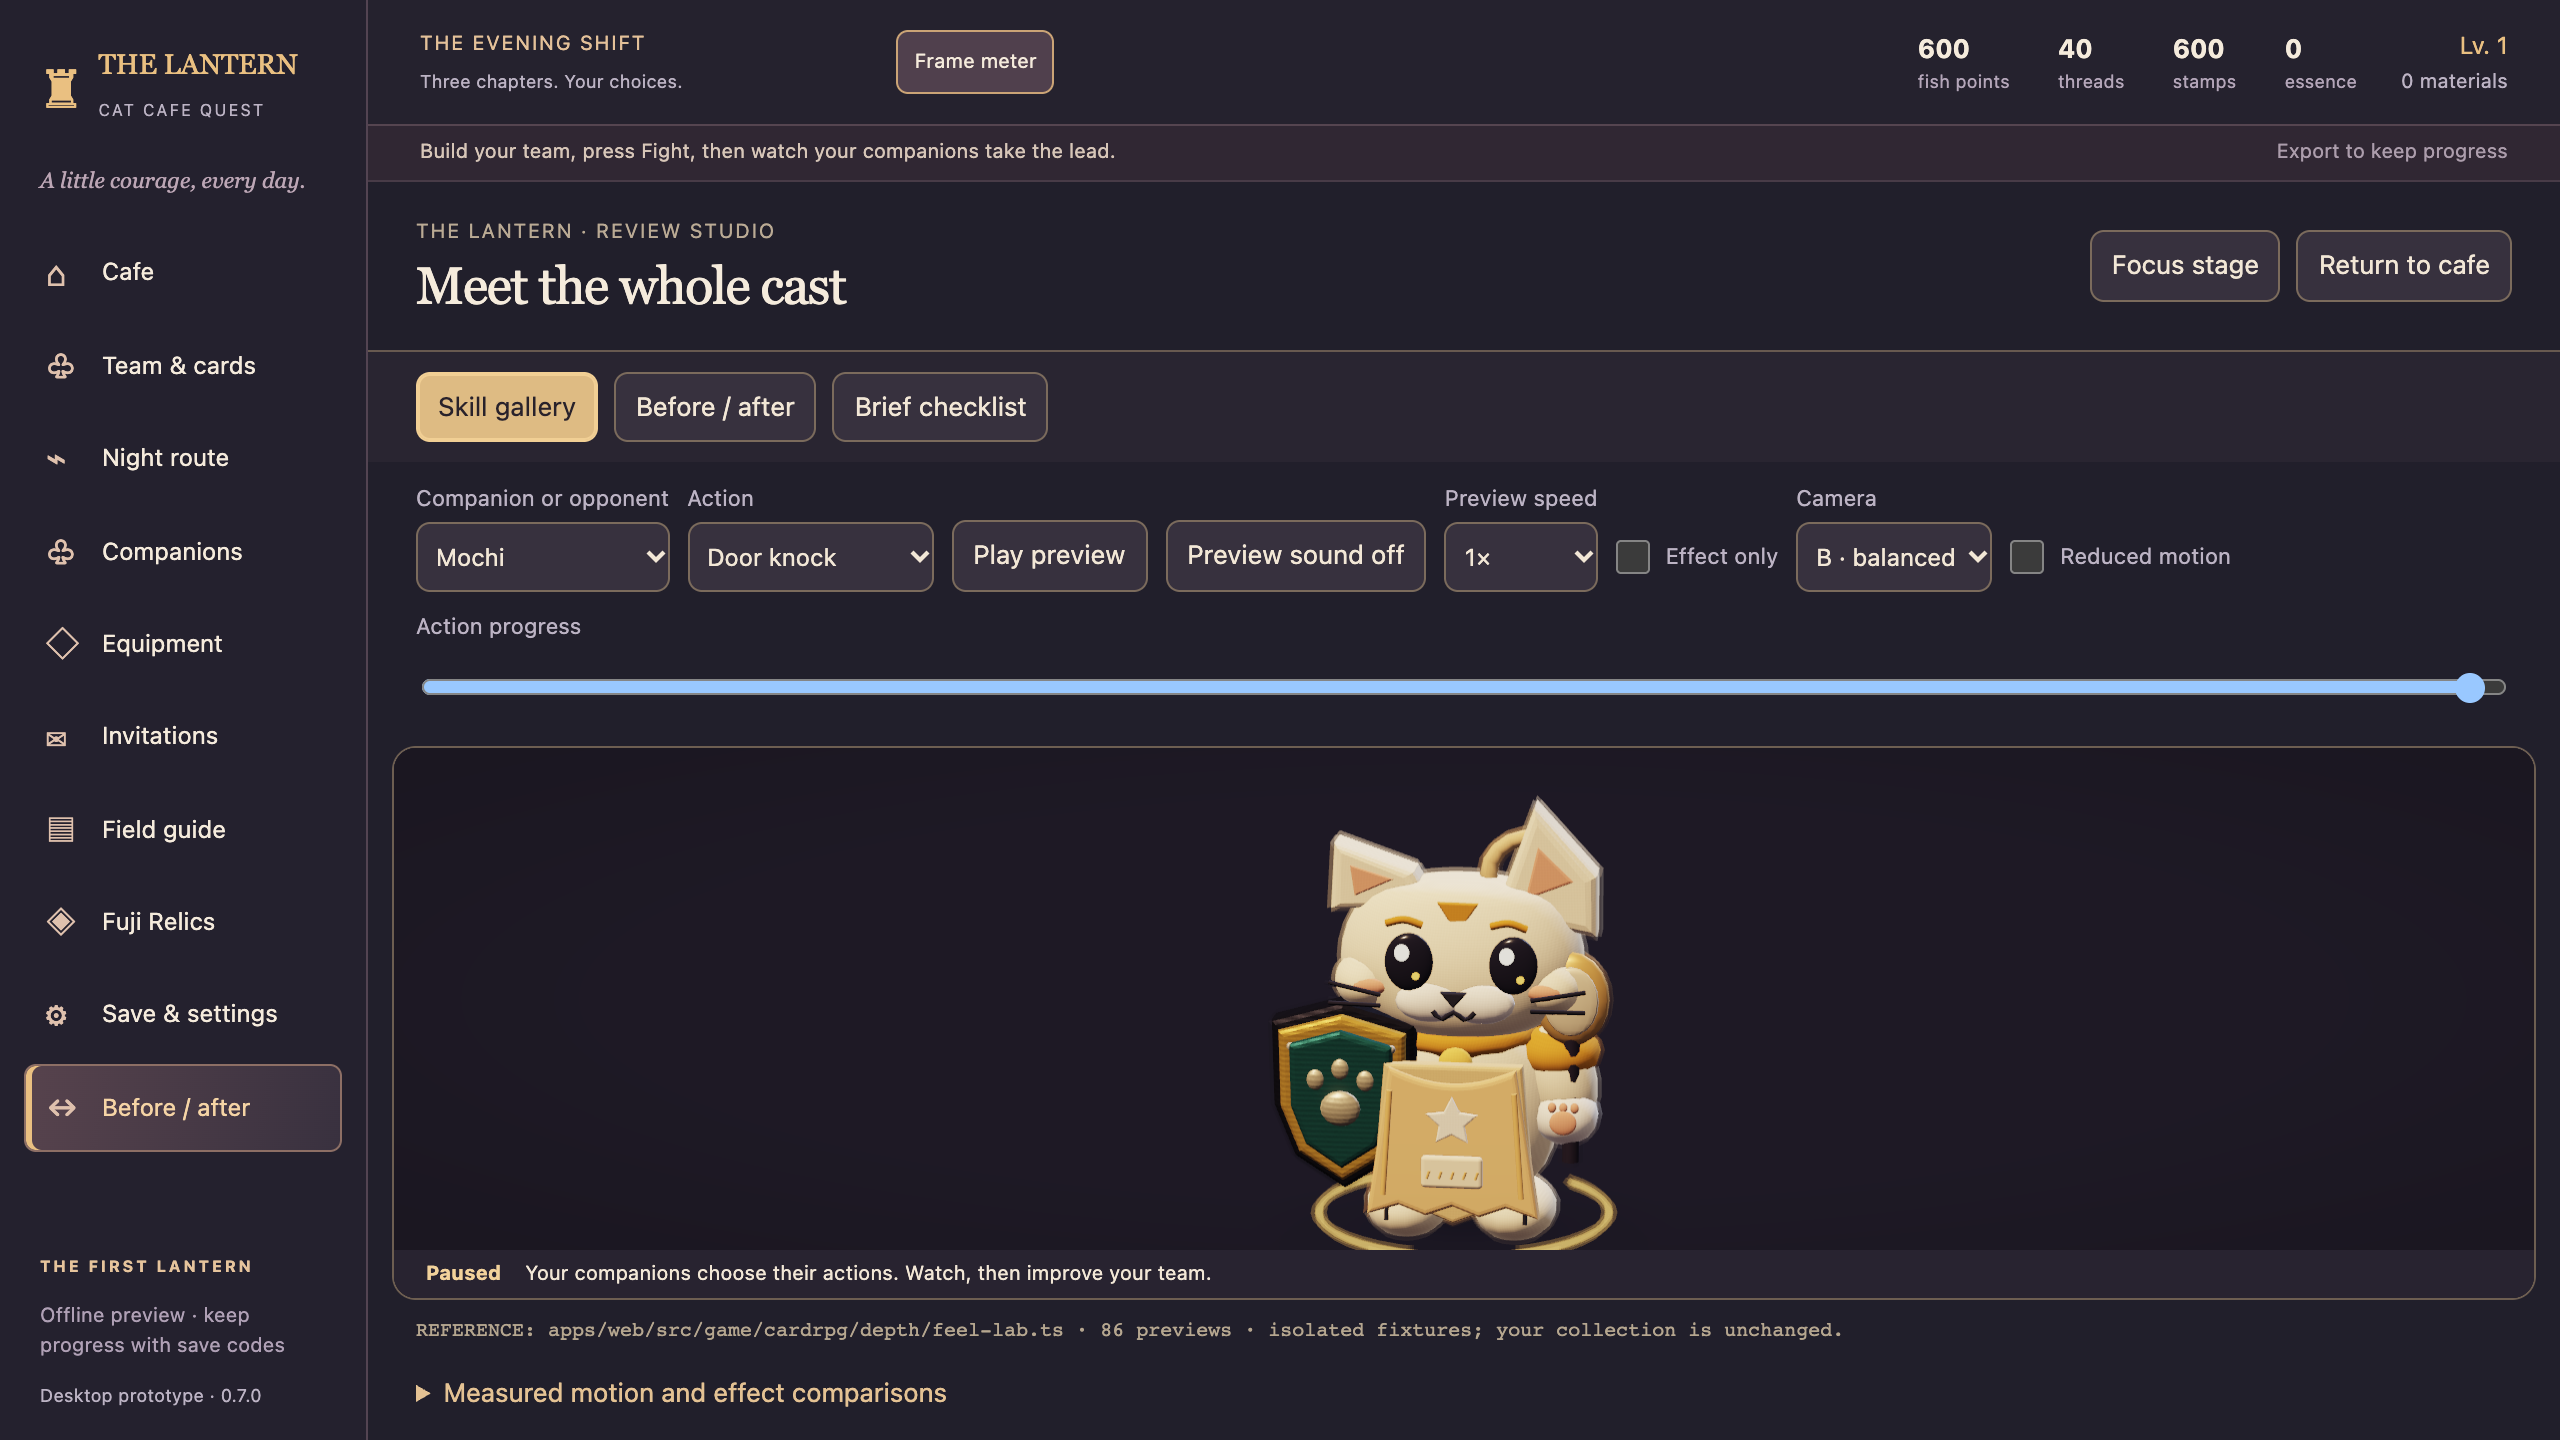 THE LANTERN
CAT CAFE QUEST
A little courage, every day.
Cafe
Team & cards
Night route
Companions
Equipment
Invitations
Field guide
Fuji Relics
Save & settings
Before / after
THE FIRST LANTERN
Offline preview · keep
progress with save codes
Desktop prototype · 0.7.0
THE EVENING SHIFT
Three chapters. Your choices.
Frame meter
600 fish points
40 threads
600 stamps
0 essence
Lv. 1
0 materials
Build your team, press Fight, then watch your companions take the lead.
Export to keep progress
THE LANTERN · REVIEW STUDIO
Meet the whole cast
Focus stage
Return to cafe
Skill gallery
Before / after
Brief checklist
Companion or opponent
Mochi
Action
Door knock
Play preview
Preview sound off
Preview speed
1×
Effect only
Camera
B · balanced
Reduced motion
Action progress
Paused Your companions choose their actions. Watch, then improve your team.
REFERENCE: apps/web/src/game/cardrpg/depth/feel-lab.ts · 86 previews · isolated fixtures; your collection is unchanged.
Measured motion and effect comparisons